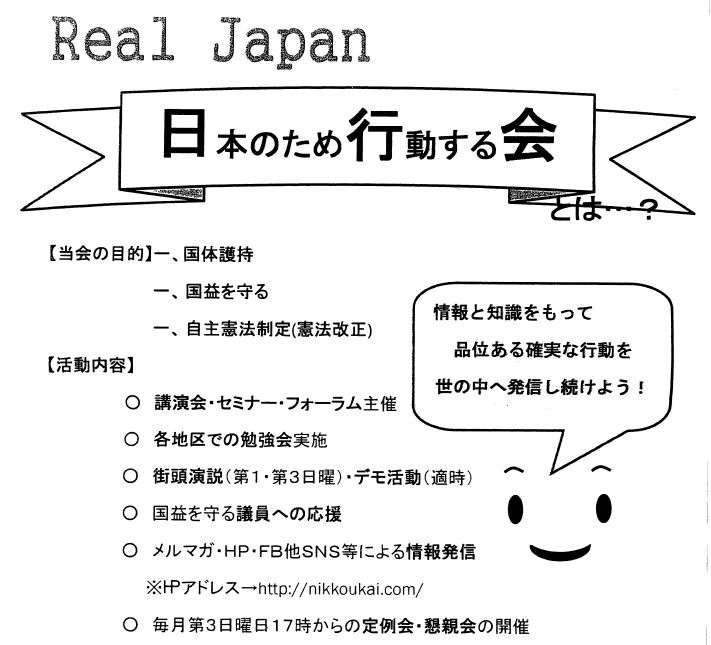 Real Japan
日本のため行動する会
とは…？
【当会の目的】一、国体護持
一、国益を守る
一、自主憲法制定(憲法改正)
情報と知識をもって
品位ある確実な行動を
世の中へ発信し続けよう！
【活動内容】
○ 講演会・セミナー・フォーラム主催
○ 各地区での勉強会実施
○ 街頭演説（第１・第３日曜）・デモ活動（適時）
○ 国益を守る議員への応援
○ メルマガ・ＨＰ・ＦＢ他ＳＮＳ等による情報発信
※HPアドレス→http://nikkoukai.com/
○ 毎月第３日曜日１７時からの定例会・懇親会の開催